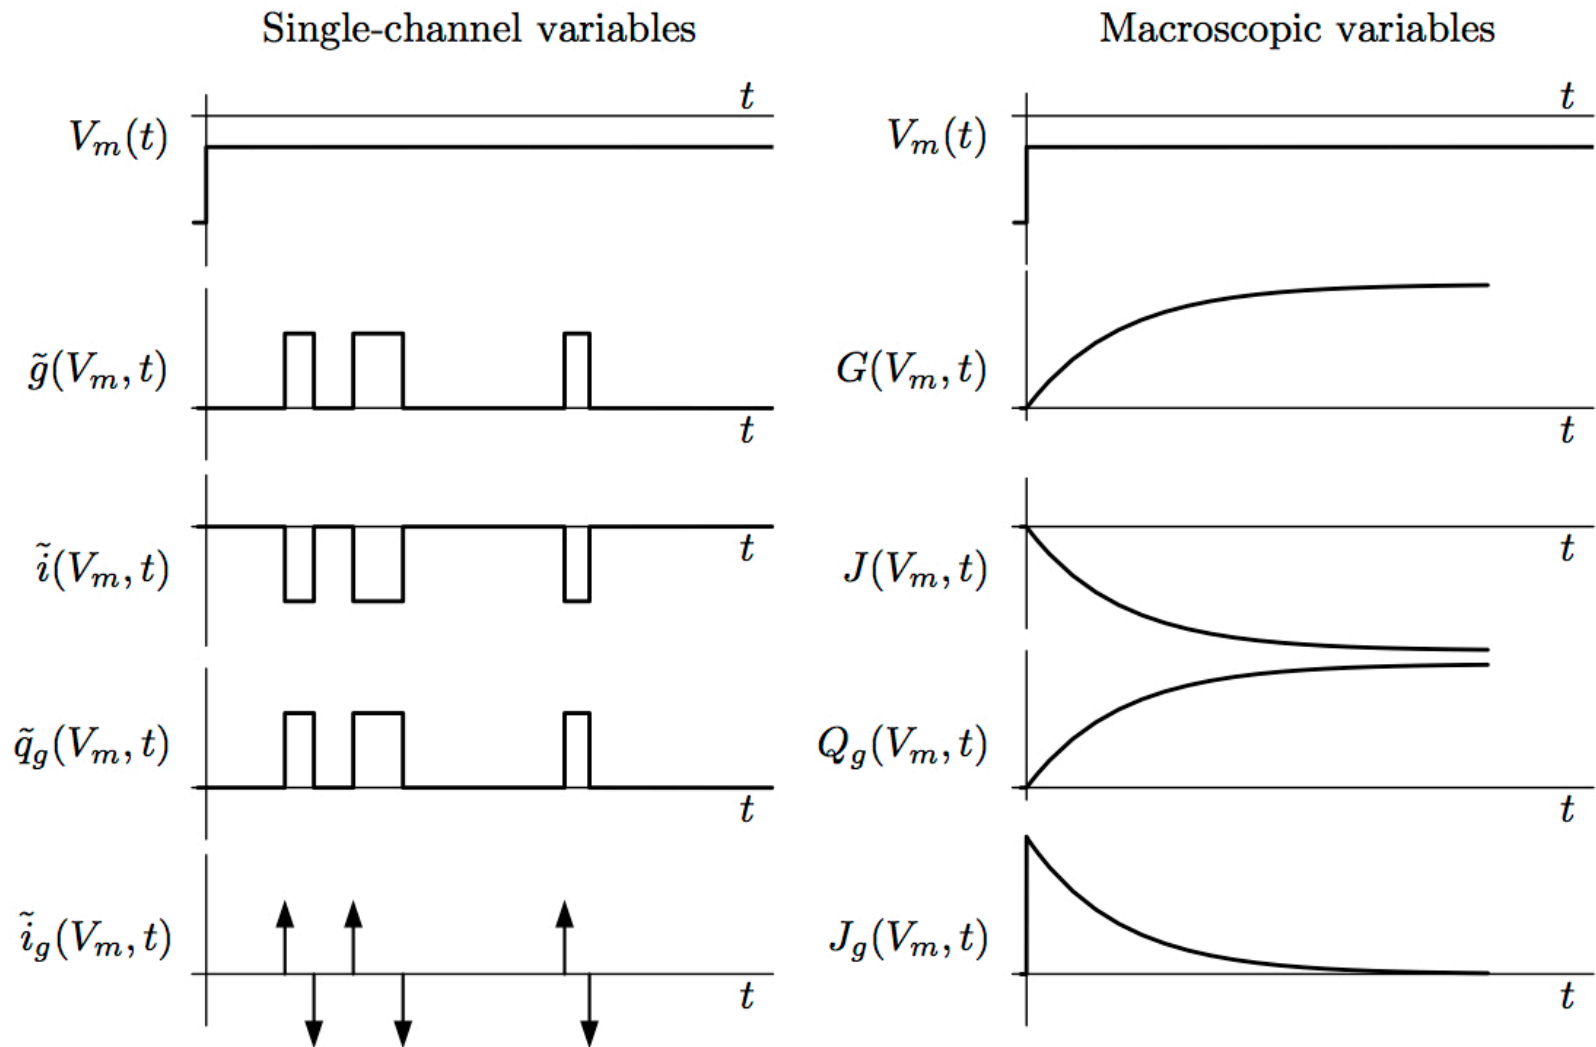 Single-channel variables
Macroscopic variables
t
V_m(t)
t
V_m(t)
g̃(V_m, t)
t
G(V_m, t)
t
ĩ(V_m, t)
t
J(V_m, t)
t
q̃_g(V_m, t)
t
Q_g(V_m, t)
t
ĩ_g(V_m, t)
t
J_g(V_m, t)
t